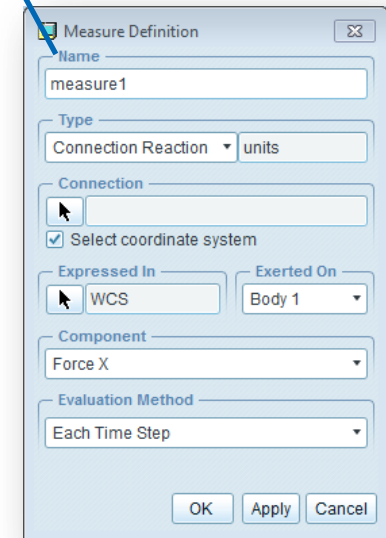 Measure Definition
Name
measure1
Type
Connection Reaction units
Connection
Select coordinate system
Expressed In Exerted On
WCS Body 1
Component
Force X
Evaluation Method
Each Time Step
OK Apply Cancel